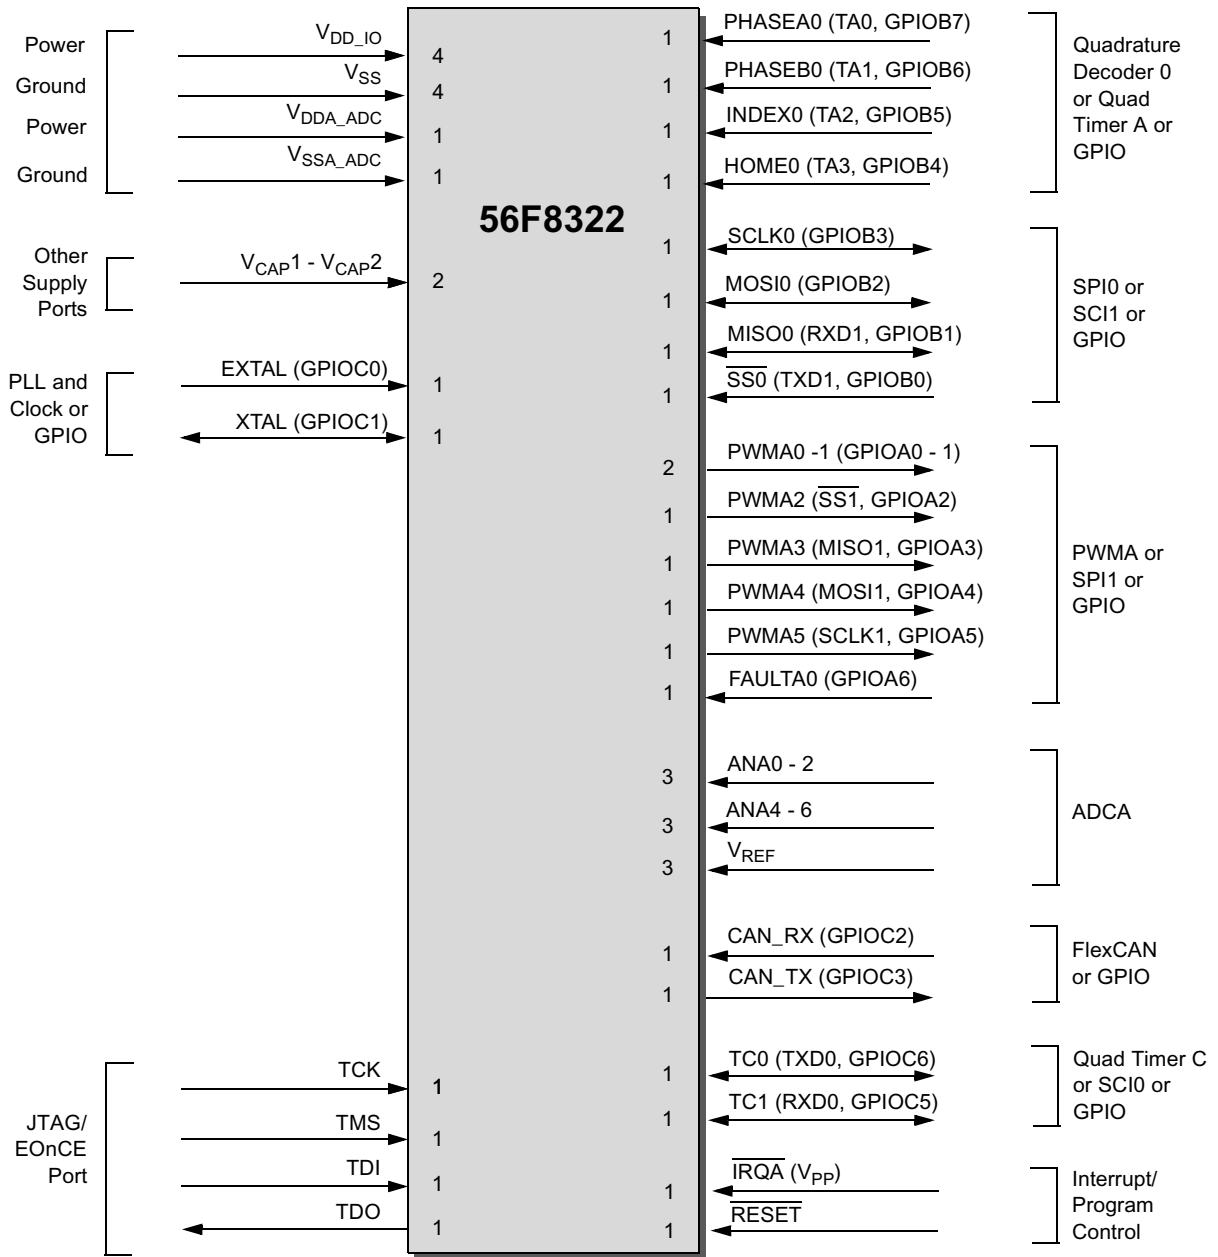 Power
Ground
Power
Ground
V_DD_IO
V_SS
V_DDA_ADC
V_SSA_ADC
4
4
1
1
Other
Supply
Ports
V_CAP1 - V_CAP2
2
PLL and
Clock or
GPIO
EXTAL (GPIOC0)
XTAL (GPIOC1)
1
1
JTAG/
EOnCE
Port
TCK
TMS
TDI
TDO
1
1
1
1
56F8322
1
PHASEA0 (TA0, GPIOB7)
1
PHASEB0 (TA1, GPIOB6)
1
INDEX0 (TA2, GPIOB5)
1
HOME0 (TA3, GPIOB4)
Quadrature
Decoder 0
or Quad
Timer A or
GPIO
1
SCLK0 (GPIOB3)
1
MOSI0 (GPIOB2)
1
MISO0 (RXD1, GPIOB1)
1
SS0 (TXD1, GPIOB0)
SPI0 or
SCI1 or
GPIO
2
PWMA0 -1 (GPIOA0 - 1)
1
PWMA2 (SS1, GPIOA2)
1
PWMA3 (MISO1, GPIOA3)
1
PWMA4 (MOSI1, GPIOA4)
1
PWMA5 (SCLK1, GPIOA5)
1
FAULTA0 (GPIOA6)
PWMA or
SPI1 or
GPIO
3
ANA0 - 2
3
ANA4 - 6
3
V_REF
ADCA
1
CAN_RX (GPIOC2)
1
CAN_TX (GPIOC3)
FlexCAN
or GPIO
1
TC0 (TXD0, GPIOC6)
1
TC1 (RXD0, GPIOC5)
Quad Timer C
or SCI0 or
GPIO
1
IRQA (V_PP)
1
RESET
Interrupt/
Program
Control